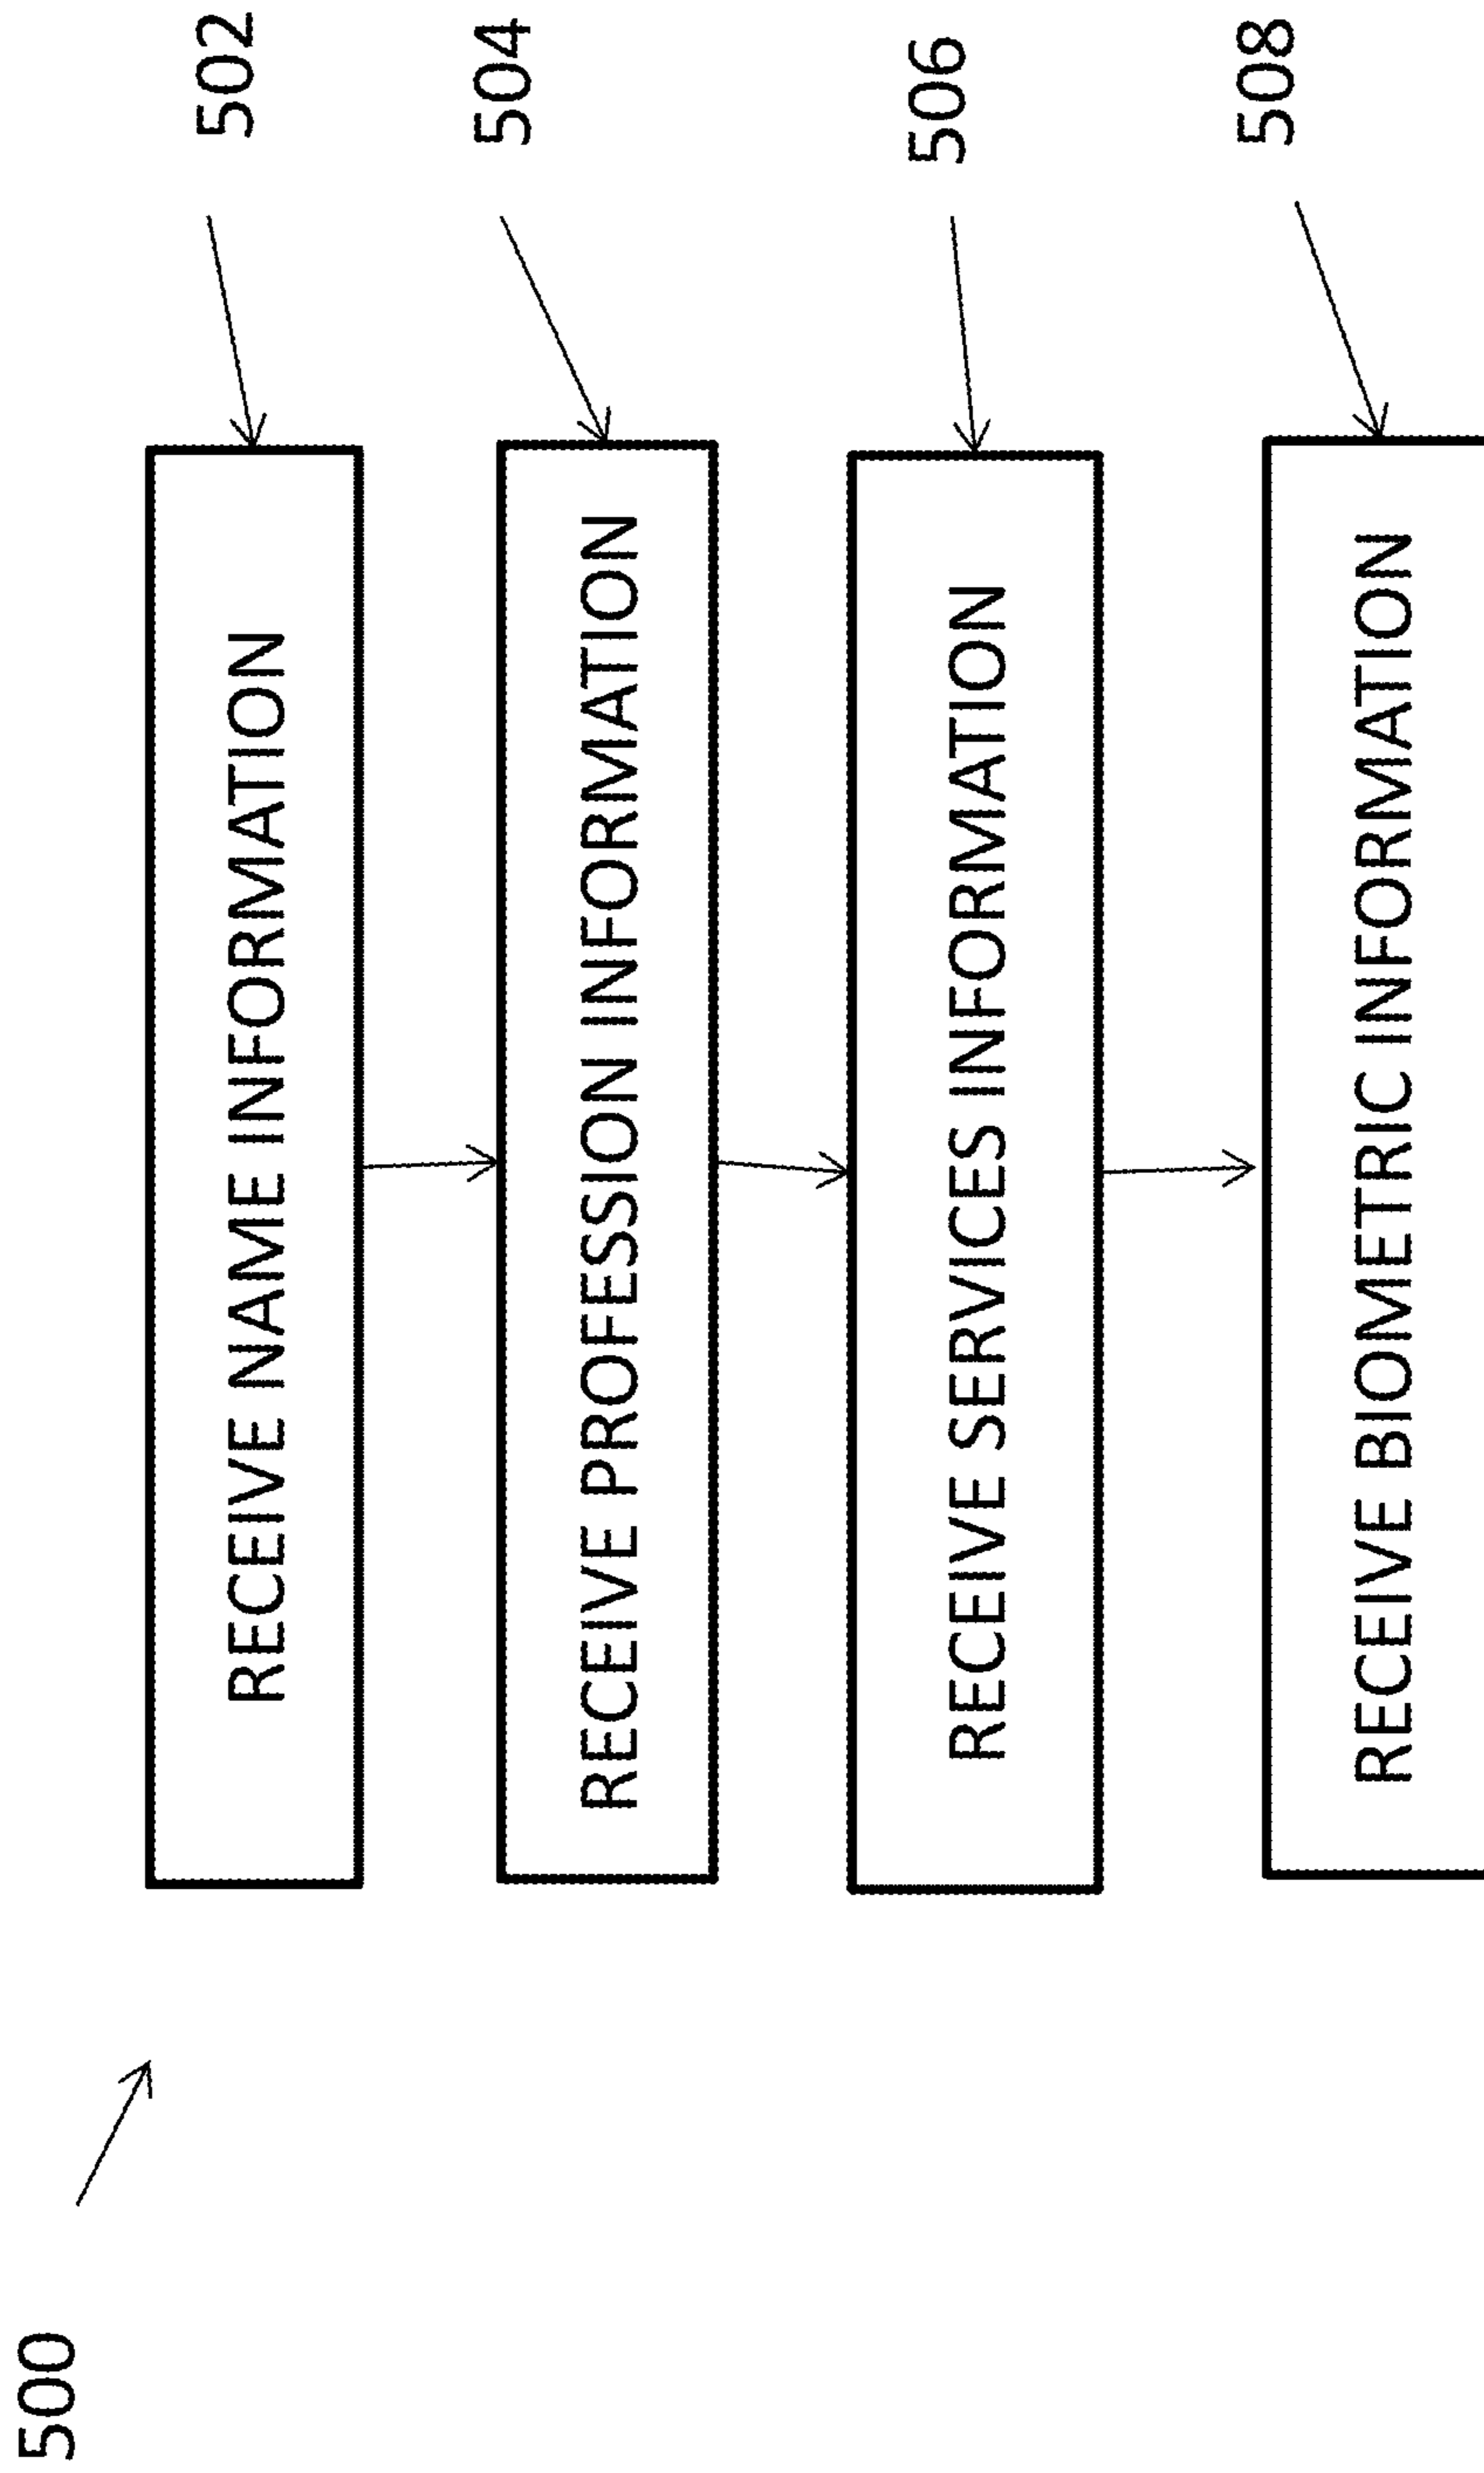 500
RECEIVE NAME INFORMATION
502
RECEIVE PROFESSION INFORMATION
504
RECEIVE SERVICES INFORMATION
506
RECEIVE BIOMETRIC INFORMATION
508